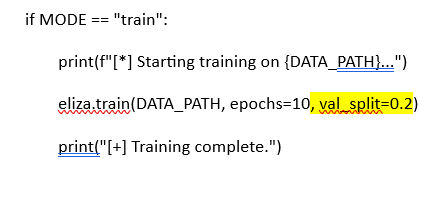 if MODE == "train":
print(f"[*] Starting training on {DATA_PATH}...")
eliza.train(DATA_PATH, epochs=10, val_split=0.2)
print("[+] Training complete.")